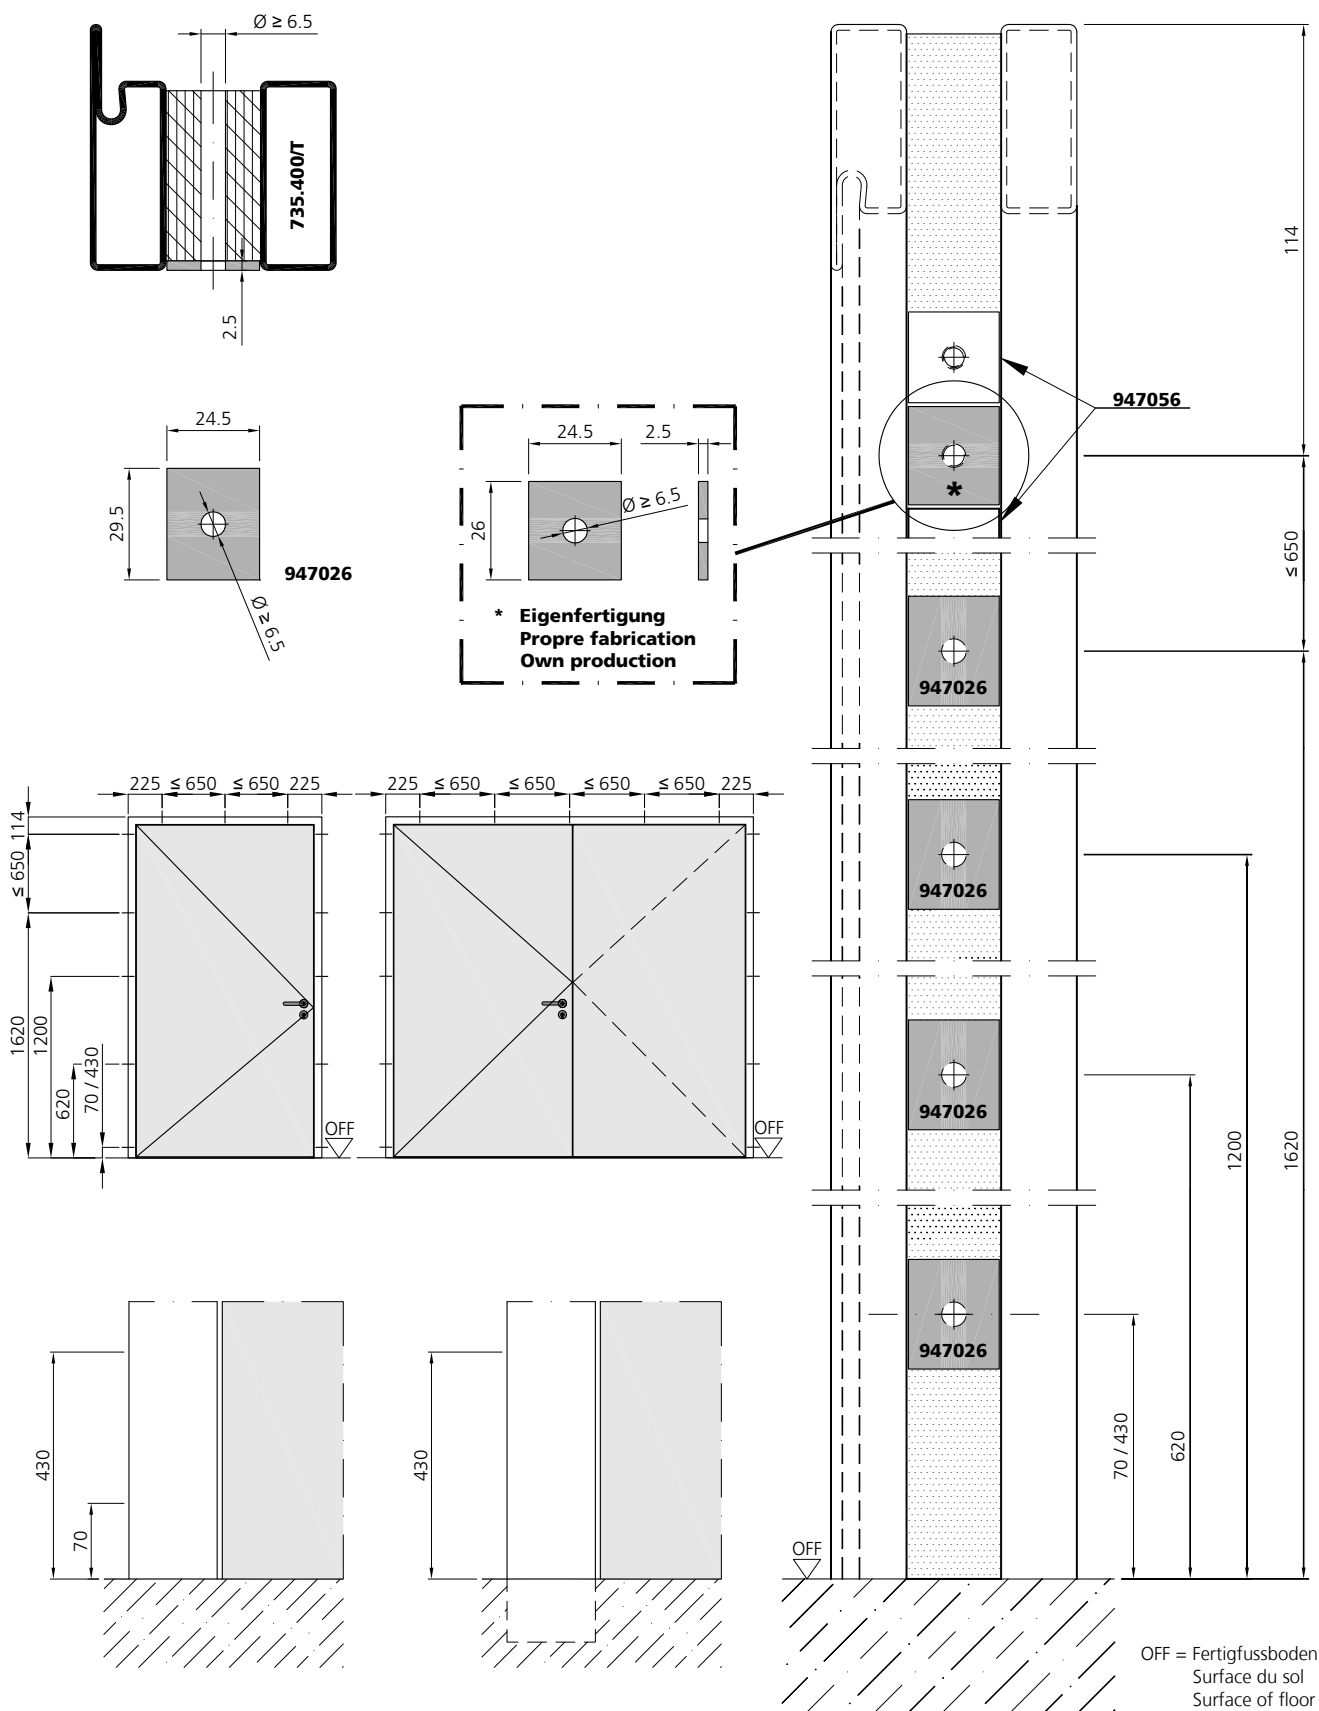 Ø ≥ 6.5
735.400/T
2.5
24.5
29.5
Ø ≥ 6.5
947026
24.5
2.5
26
Ø ≥ 6.5
* Eigenfertigung
Propre fabrication
Own production
947056
*
114
≤ 650
947026
947026
947026
947026
1620
1200
620
70 / 430
OFF
225
≤ 650
≤ 650
225
114
≤ 650
1620
1200
620
70 / 430
OFF
225
≤ 650
≤ 650
≤ 650
≤ 650
225
OFF
430
70
430
OFF = Fertigfussboden
Surface du sol
Surface of floor